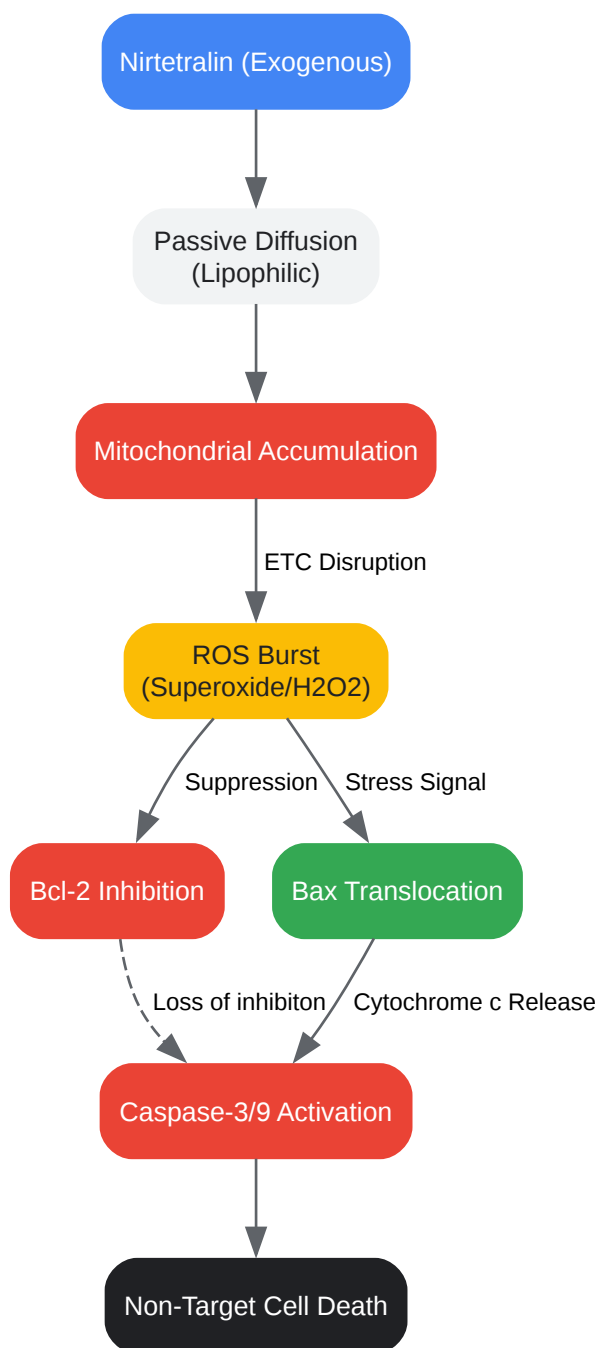 Nirtetralin (Exogenous)
Passive Diffusion
(Lipophilic)
Mitochondrial Accumulation
ETC Disruption
ROS Burst
(Superoxide/H2O2)
Suppression
Stress Signal
Bcl-2 Inhibition
Bax Translocation
Loss of inhibiton
Cytochrome c Release
Caspase-3/9 Activation
Non-Target Cell Death